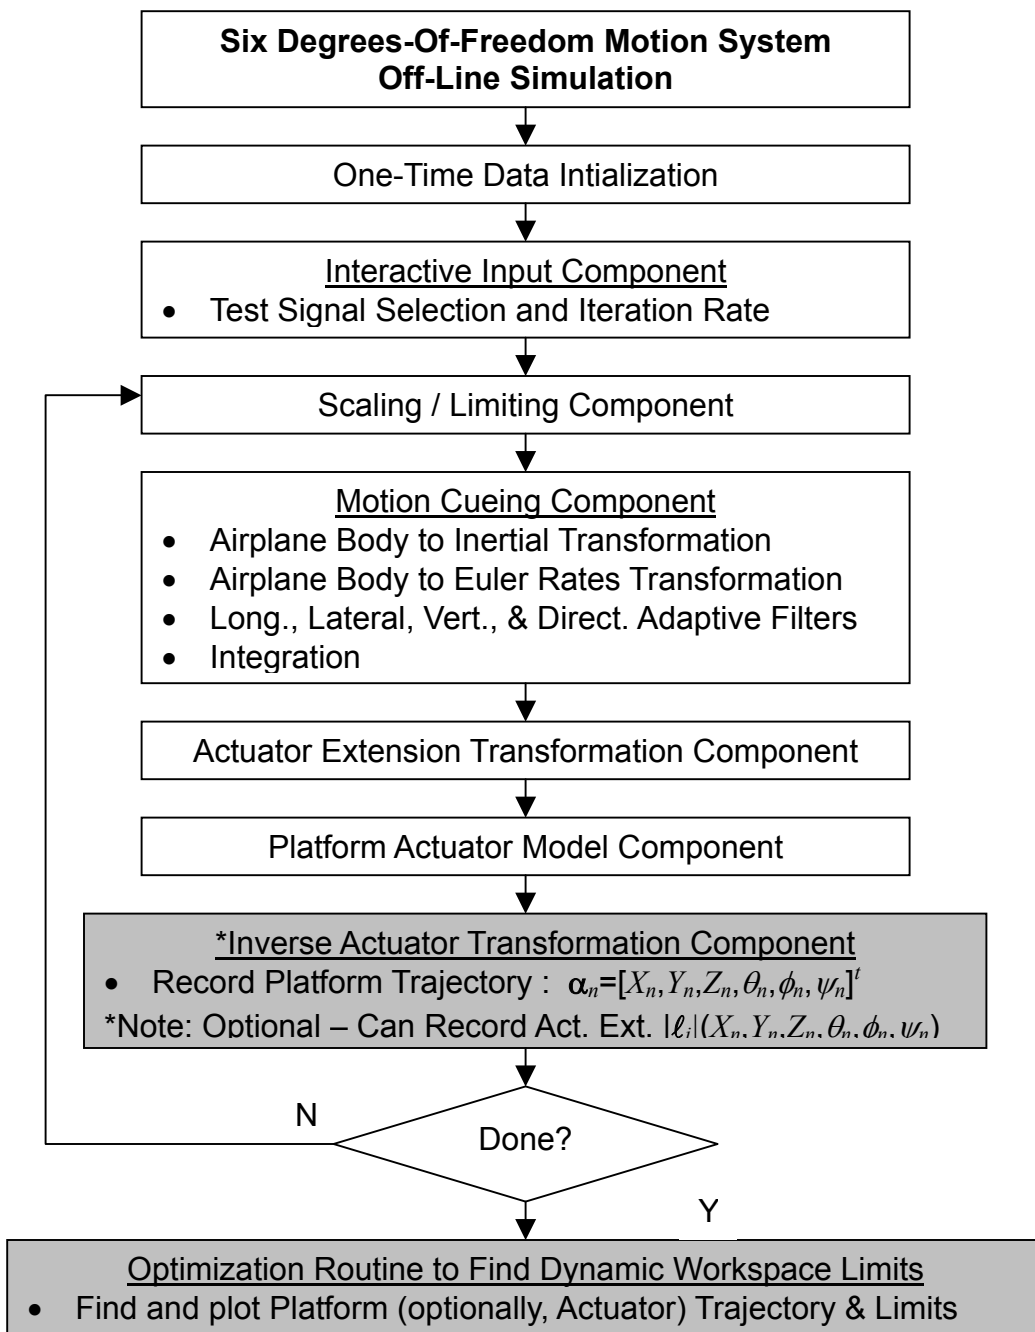 Six Degrees-Of-Freedom Motion System
Off-Line Simulation
One-Time Data Intialization
Interactive Input Component
• Test Signal Selection and Iteration Rate
Scaling / Limiting Component
Motion Cueing Component
• Airplane Body to Inertial Transformation
• Airplane Body to Euler Rates Transformation
• Long., Lateral, Vert., & Direct. Adaptive Filters
• Integration
Actuator Extension Transformation Component
Platform Actuator Model Component
*Inverse Actuator Transformation Component
• Record Platform Trajectory : αₙ=[Xₙ,Yₙ,Zₙ,θₙ,ϕₙ,ψₙ]ᵗ
*Note: Optional – Can Record Act. Ext. |ℓᵢ|(Xₙ,Yₙ,Zₙ,θₙ,ϕₙ,ψₙ)
N
Done?
Y
Optimization Routine to Find Dynamic Workspace Limits
• Find and plot Platform (optionally, Actuator) Trajectory & Limits